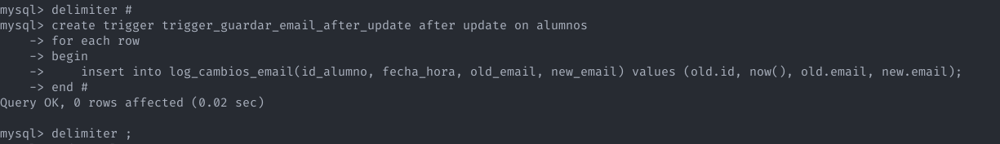 mysql> delimiter #
mysql> create trigger trigger_guardar_email_after_update after update on alumnos
    -> for each row
    -> begin
    ->     insert into log_cambios_email(id_alumno, fecha_hora, old_email, new_email) values (old.id, now(), old.email, new.email);
    -> end #
Query OK, 0 rows affected (0.02 sec)

mysql> delimiter ;